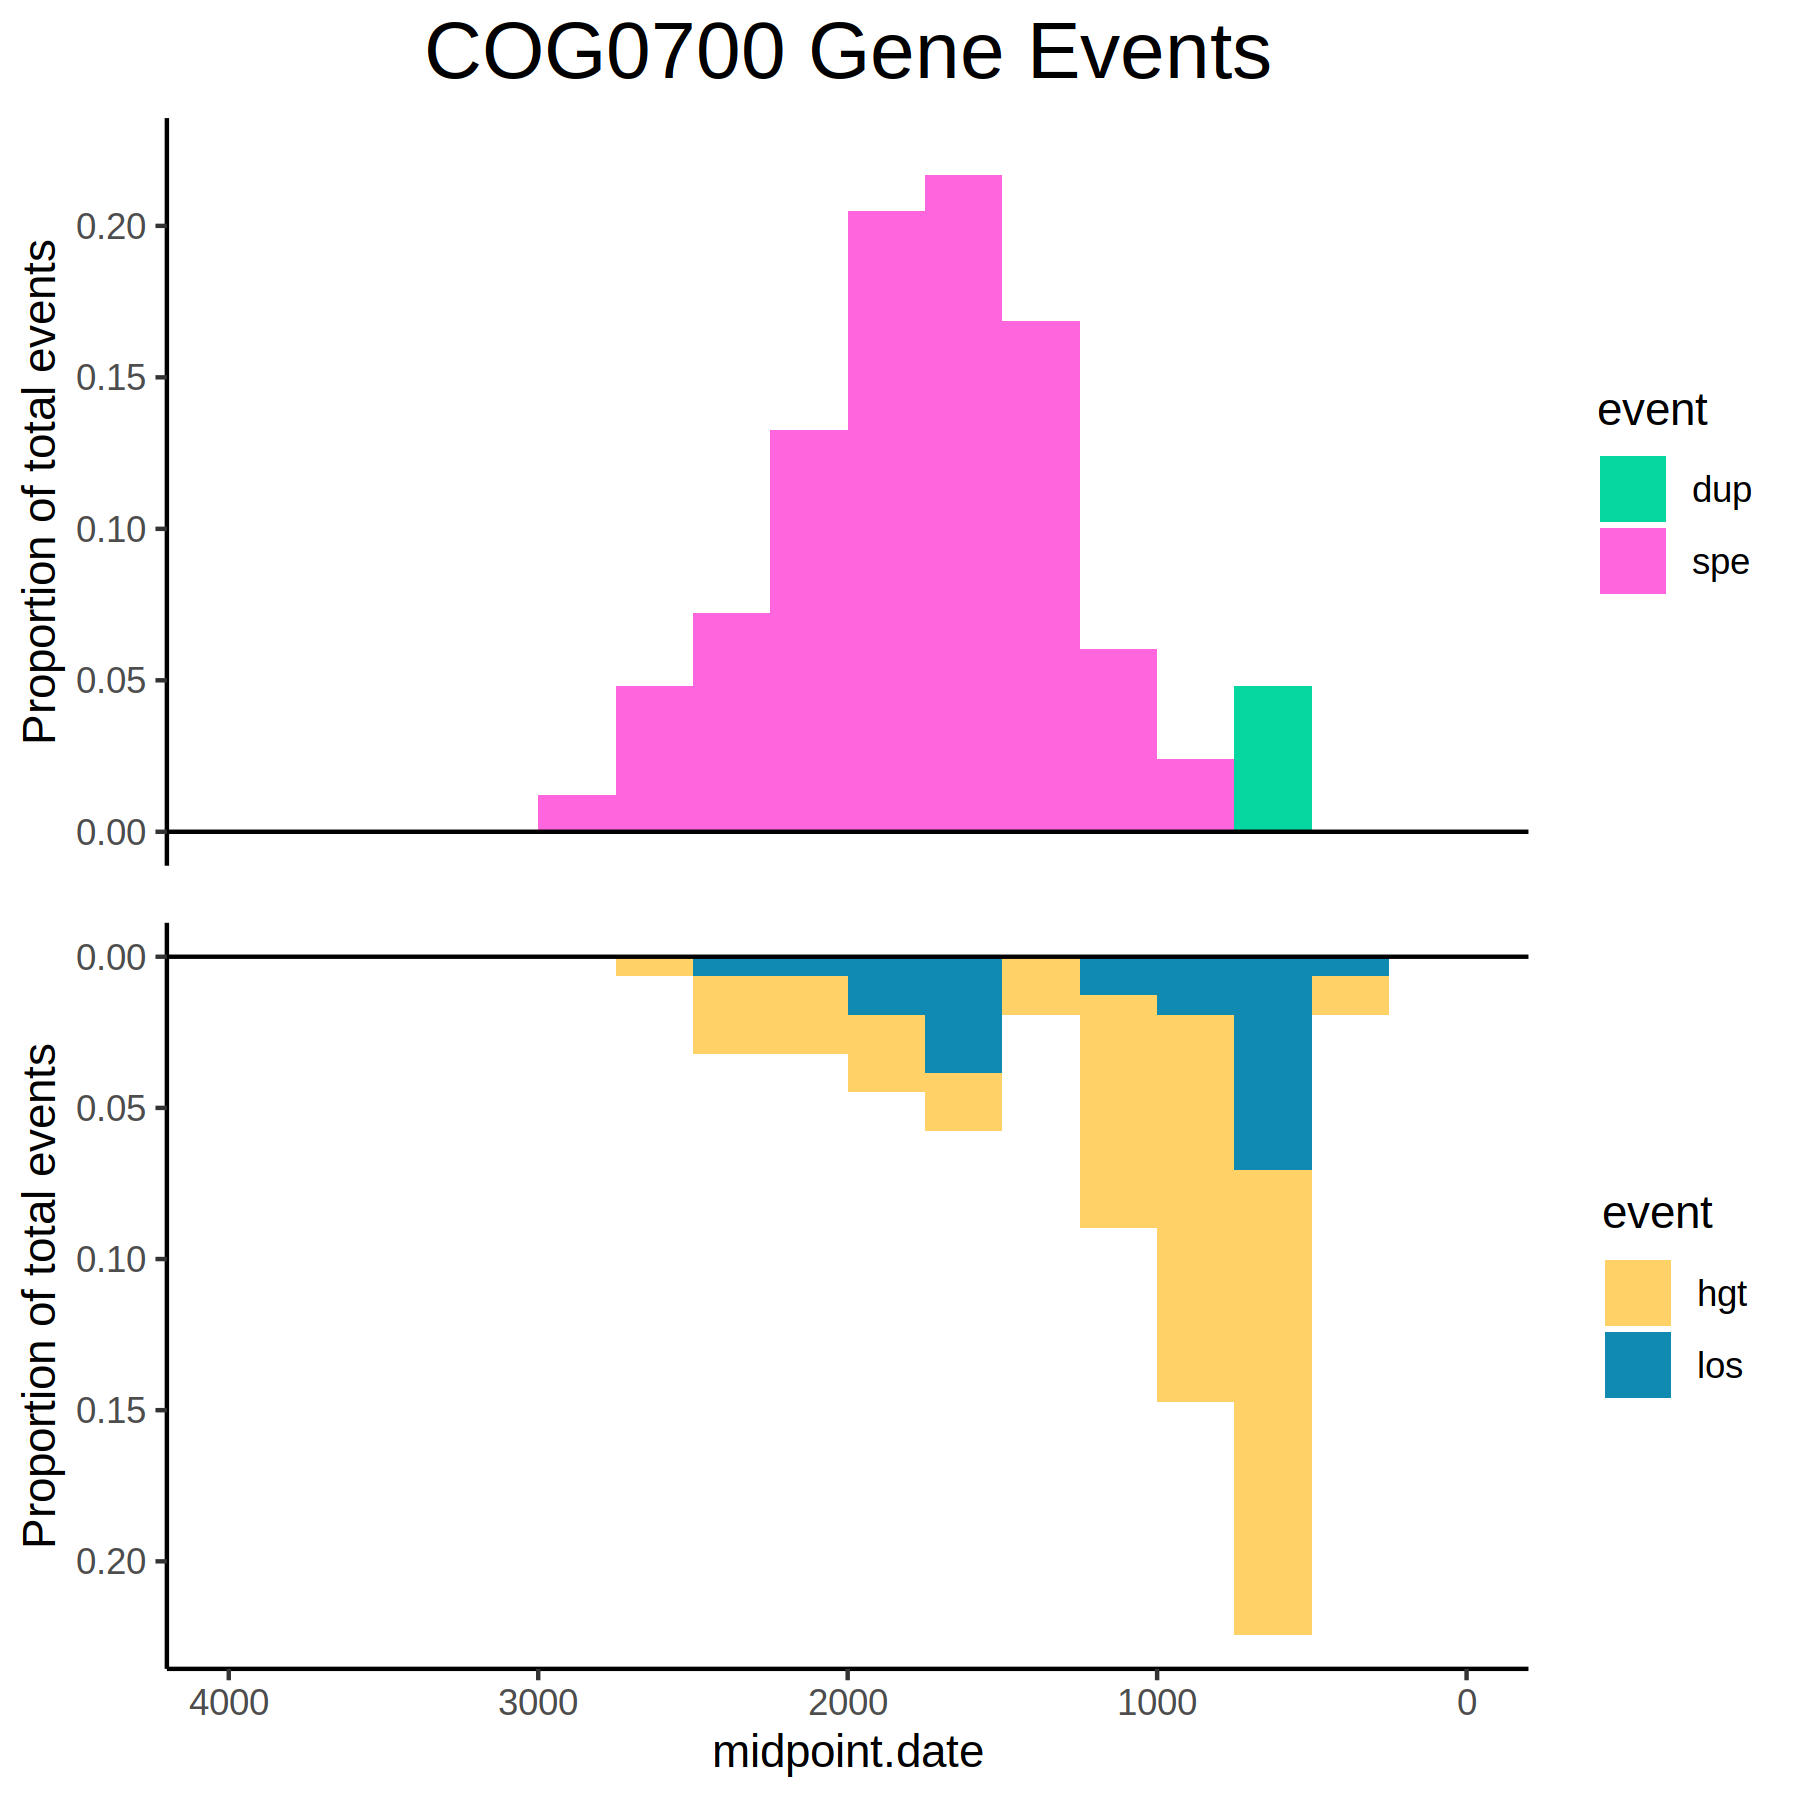 COG0700 Gene Events
Proportion of total events
0.20
0.15
0.10
0.05
0.00
event
dup
spe
Proportion of total events
0.00
0.05
0.10
0.15
0.20
event
hgt
los
4000 3000 2000 1000 0
midpoint.date